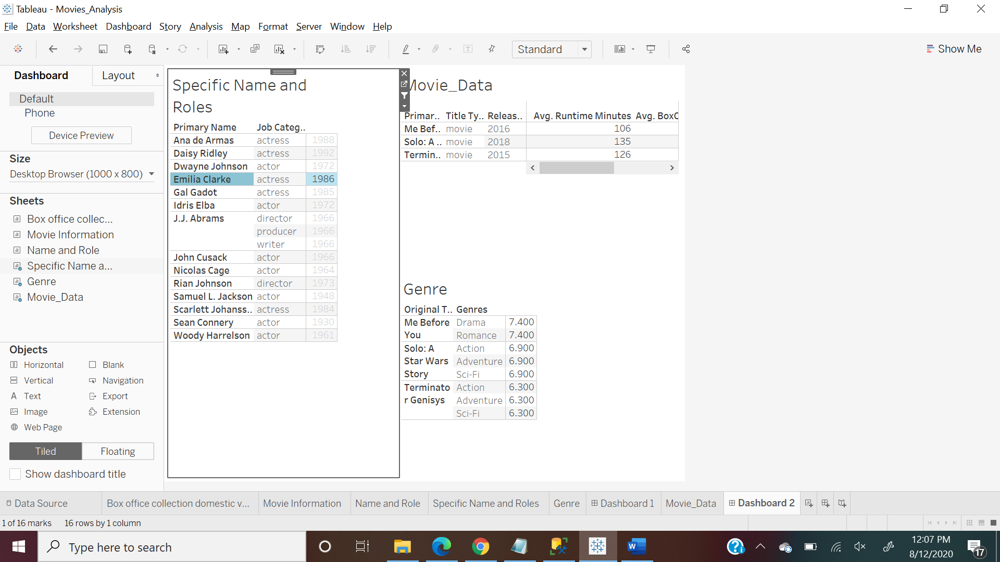 Tableau - Movies_Analysis
File Data Worksheet Dashboard Story Analysis Map Format Server Window Help
Standard
Show Me
Dashboard Layout
Default
Phone
Device Preview
Size
Desktop Browser (1000 x 800)
Sheets
Box office collec...
Movie Information
Name and Role
Specific Name a...
Genre
Movie_Data
Objects
Horizontal Blank
Vertical Navigation
A Text Export
Image Extension
Web Page
Tiled Floating
Show dashboard title
Specific Name and
Roles
Primary Name Job Categ..
Ana de Armas actress 1988
Daisy Ridley actress 1992
Dwayne Johnson actor 1972
Emilia Clarke actress 1986
Gal Gadot actress 1985
Idris Elba actor 1972
J.J. Abrams director 1966
producer 1966
writer 1966
John Cusack actor 1966
Nicolas Cage actor 1964
Rian Johnson director 1973
Samuel L. Jackson actor 1948
Scarlett Johanss.. actress 1984
Sean Connery actor 1930
Woody Harrelson actor 1961
Movie_Data
Primar.. Title Ty.. Releas.. Avg. Runtime Minutes Avg. BoxO
Me Bef.. movie 2016 106
Solo: A .. movie 2018 135
Termin.. movie 2015 126
Genre
Original T.. Genres
Me Before Drama 7.400
You Romance 7.400
Solo: A Action 6.900
Star Wars Adventure 6.900
Story Sci-Fi 6.900
Terminato Action 6.300
r Genisys Adventure 6.300
Sci-Fi 6.300
Data Source Box office collection domestic v... Movie Information Name and Role Specific Name and Roles Genre Dashboard 1 Movie_Data Dashboard 2
1 of 16 marks 16 rows by 1 column
Type here to search
12:07 PM
8/12/2020
17